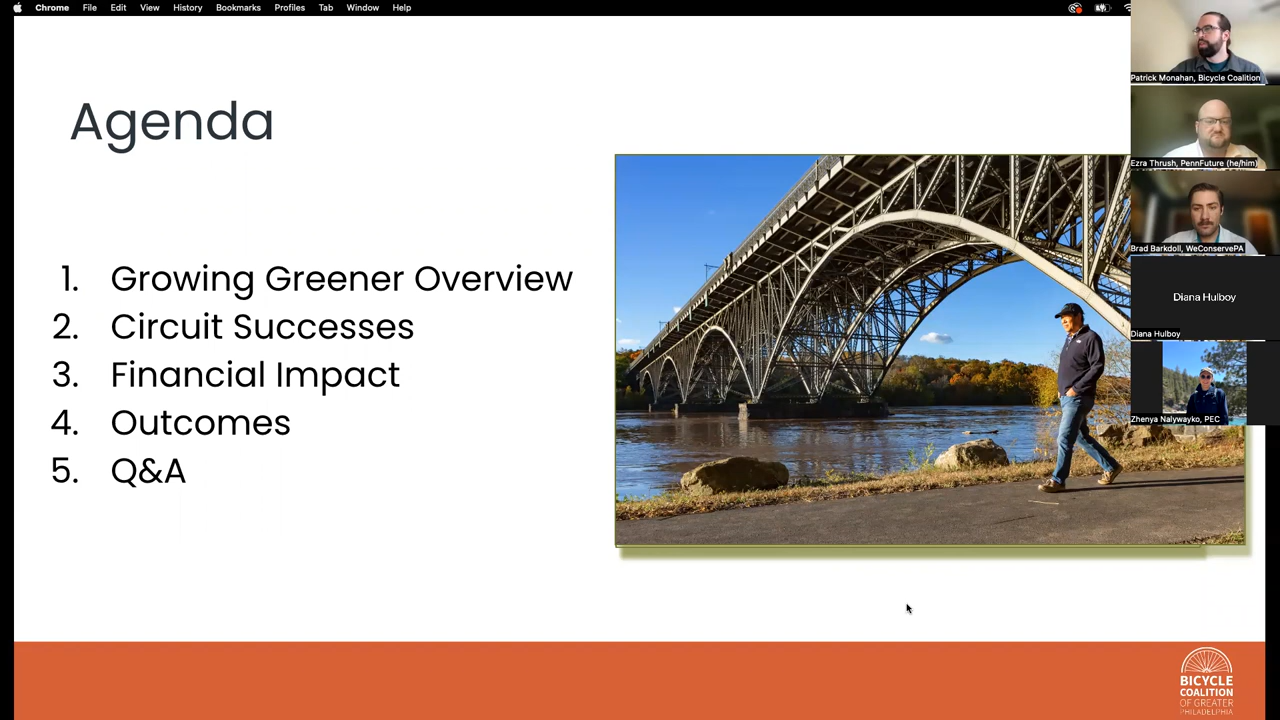 Chrome File Edit View History Bookmarks Profiles Tab Window Help
Agenda
1. Growing Greener Overview
2. Circuit Successes
3. Financial Impact
4. Outcomes
5. Q&A
Patrick Monahan, Bicycle Coalition
Ezra Thrush, PennFuture (he/him)
Brad Barkdoll, WeConservePA
Diana Hulboy
Diana Hulboy
Zhenya Nalywayko, PEC
BICYCLE
COALITION
OF GREATER
PHILADELPHIA